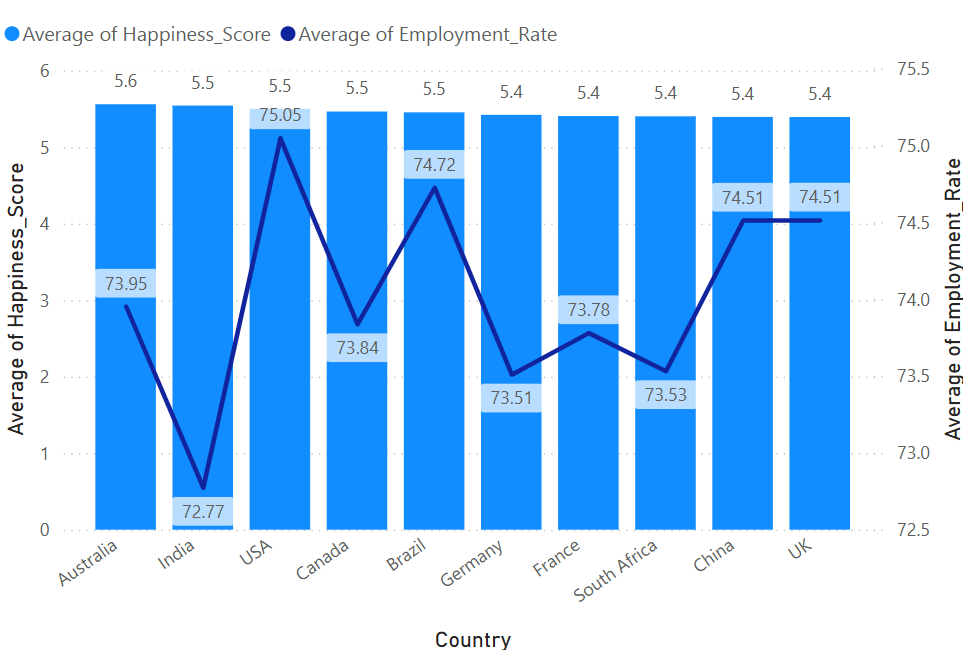 Average of Happiness_Score Average of Employment_Rate
6
5
4
3
2
1
0
Average of Happiness_Score
75.5
75.0
74.5
74.0
73.5
73.0
72.5
Average of Employment_Rate
5.6 5.5 5.5 5.5 5.5 5.4 5.4 5.4 5.4 5.4
73.95 72.77 75.05 73.84 74.72 73.51 73.78 73.53 74.51 74.51
Australia India USA Canada Brazil Germany France South Africa China UK
Country